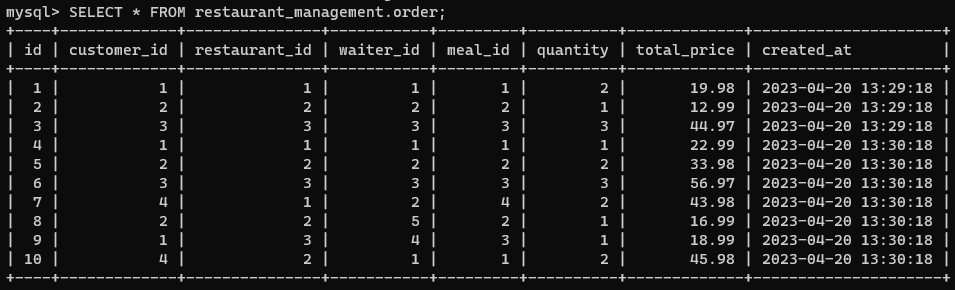 mysql> SELECT * FROM restaurant_management.order;
+----+-------------+---------------+-----------+---------+----------+-------------+---------------------+
| id | customer_id | restaurant_id | waiter_id | meal_id | quantity | total_price | created_at          |
+----+-------------+---------------+-----------+---------+----------+-------------+---------------------+
|  1 |           1 |             1 |         1 |       1 |        2 |       19.98 | 2023-04-20 13:29:18 |
|  2 |           2 |             2 |         2 |       2 |        1 |       12.99 | 2023-04-20 13:29:18 |
|  3 |           3 |             3 |         3 |       3 |        3 |       44.97 | 2023-04-20 13:29:18 |
|  4 |           1 |             1 |         1 |       1 |        1 |       22.99 | 2023-04-20 13:30:18 |
|  5 |           2 |             2 |         2 |       2 |        2 |       33.98 | 2023-04-20 13:30:18 |
|  6 |           3 |             3 |         3 |       3 |        3 |       56.97 | 2023-04-20 13:30:18 |
|  7 |           4 |             1 |         2 |       4 |        2 |       43.98 | 2023-04-20 13:30:18 |
|  8 |           2 |             2 |         5 |       2 |        1 |       16.99 | 2023-04-20 13:30:18 |
|  9 |           1 |             3 |         4 |       3 |        1 |       18.99 | 2023-04-20 13:30:18 |
| 10 |           4 |             2 |         1 |       1 |        2 |       45.98 | 2023-04-20 13:30:18 |
+----+-------------+---------------+-----------+---------+----------+-------------+---------------------+